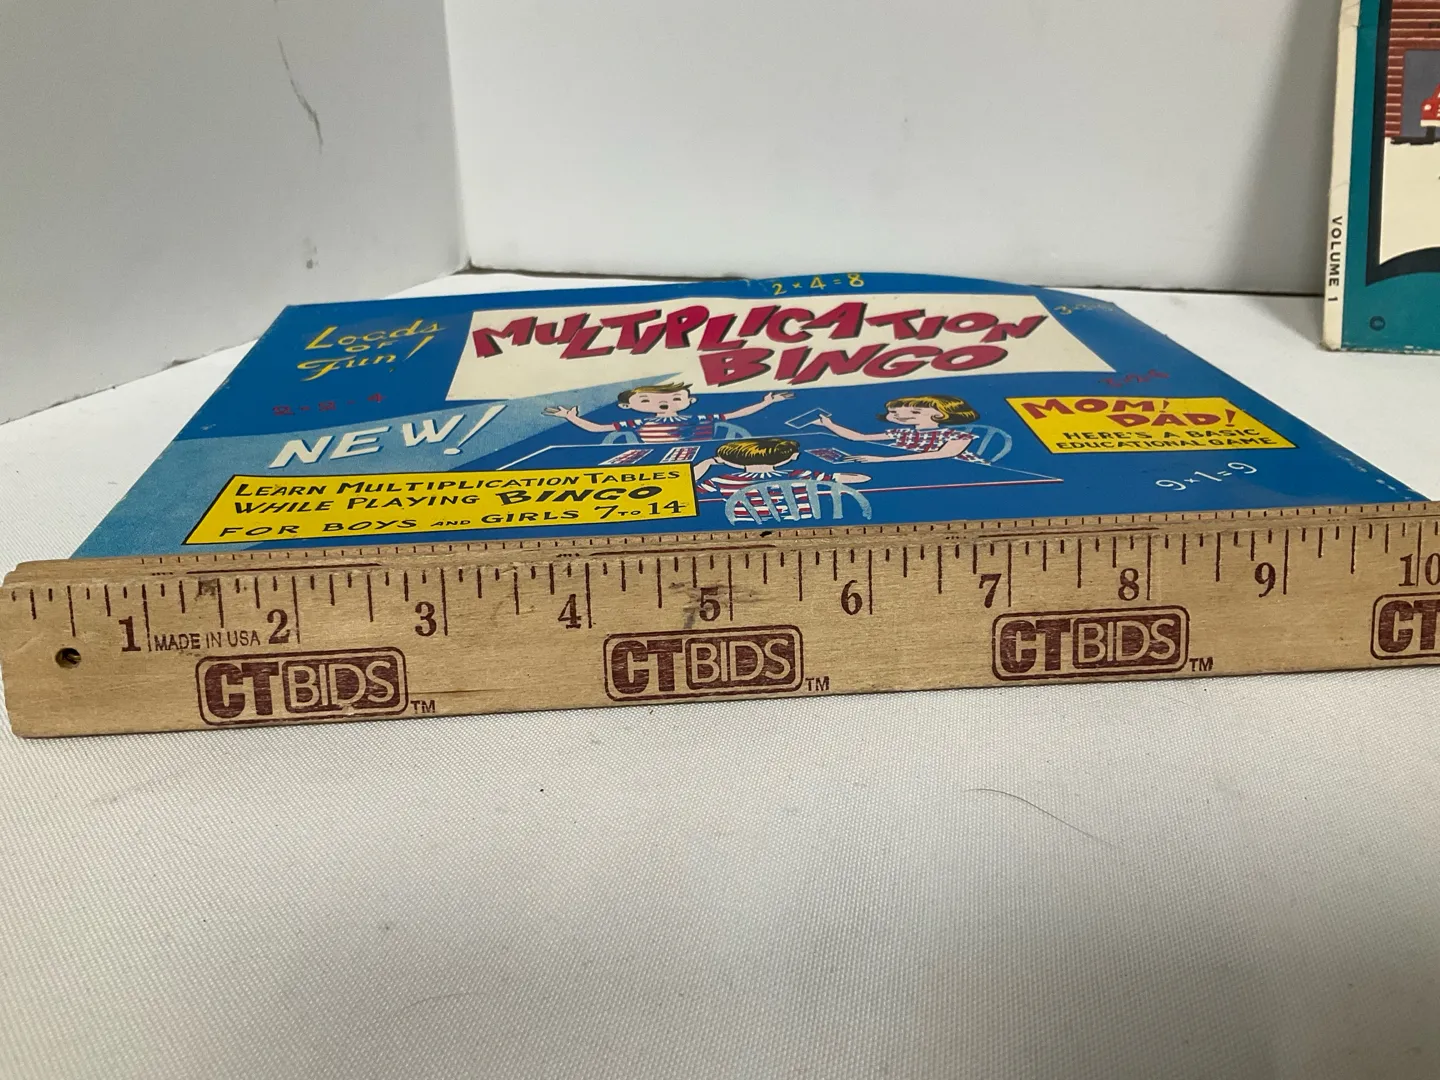 2 × 4 = 8
Loads
OF
Fun!
MULTIPLICATION
BINGO
NEW!
MOM!
DAD!
HERE'S A BASIC
EDUCATIONAL GAME
LEARN MULTIPLICATION TABLES
WHILE PLAYING BINGO
FOR BOYS AND GIRLS 7 TO 14
9 × 1 = 9
1 2 3 4 5 6 7 8 9 10
MADE IN USA
CTBIDS TM
CTBIDS TM
CTBIDS TM
CT
VOLUME 1
©